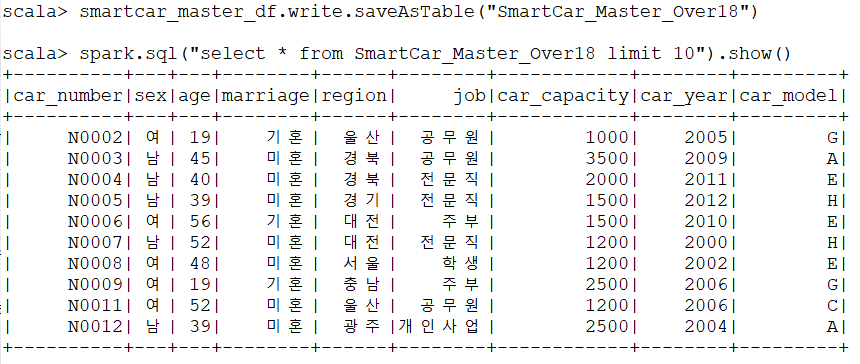 scala> smartcar_master_df.write.saveAsTable("SmartCar_Master_Over18")
scala> spark.sql("select * from SmartCar_Master_Over18 limit 10").show()
+----------+---+---+--------+------+--------+------------+--------+---------+
|car_number|sex|age|marriage|region|     job|car_capacity|car_year|car_model|
+----------+---+---+--------+------+--------+------------+--------+---------+
|     N0002| 여| 19|      기혼|    울산|     공무원|        1000|    2005|        G|
|     N0003| 남| 45|      미혼|    경북|     공무원|        3500|    2009|        A|
|     N0004| 남| 40|      미혼|    경북|     전문직|        2000|    2011|        E|
|     N0005| 남| 39|      미혼|    경기|     전문직|        1500|    2012|        H|
|     N0006| 여| 56|      기혼|    대전|      주부|        1500|    2010|        E|
|     N0007| 남| 52|      미혼|    대전|     전문직|        1200|    2000|        H|
|     N0008| 여| 48|      미혼|    서울|      학생|        1200|    2002|        E|
|     N0009| 여| 19|      기혼|    충남|      주부|        2500|    2006|        G|
|     N0011| 여| 52|      미혼|    울산|     공무원|        1200|    2006|        C|
|     N0012| 남| 39|      미혼|    광주|    개인사업|        2500|    2004|        A|
+----------+---+---+--------+------+--------+------------+--------+---------+